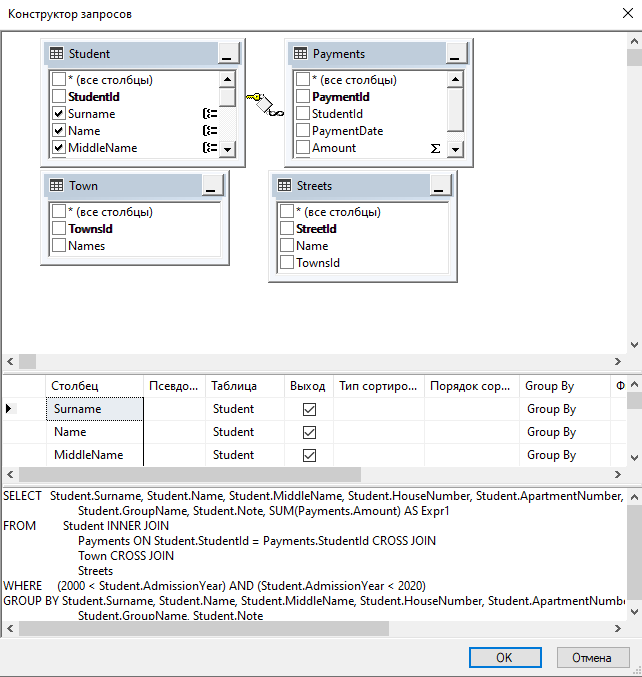 Конструктор запросов
Student
* (все столбцы)
StudentId
Surname
Name
MiddleName
Payments
* (все столбцы)
PaymentId
StudentId
PaymentDate
Amount
Town
* (все столбцы)
TownsId
Names
Streets
* (все столбцы)
StreetId
Name
TownsId
Столбец Псевдо... Таблица Выход Тип сортиро... Порядок сор... Group By Ф
Surname Student Group By
Name Student Group By
MiddleName Student Group By
SELECT Student.Surname, Student.Name, Student.MiddleName, Student.HouseNumber, Student.ApartmentNumber,
Student.GroupName, Student.Note, SUM(Payments.Amount) AS Expr1
FROM Student INNER JOIN
Payments ON Student.StudentId = Payments.StudentId CROSS JOIN
Town CROSS JOIN
Streets
WHERE (2000 < Student.AdmissionYear) AND (Student.AdmissionYear < 2020)
GROUP BY Student.Surname, Student.Name, Student.MiddleName, Student.HouseNumber, Student.ApartmentNumbe
Student.GroupName, Student.Note
OK Отмена